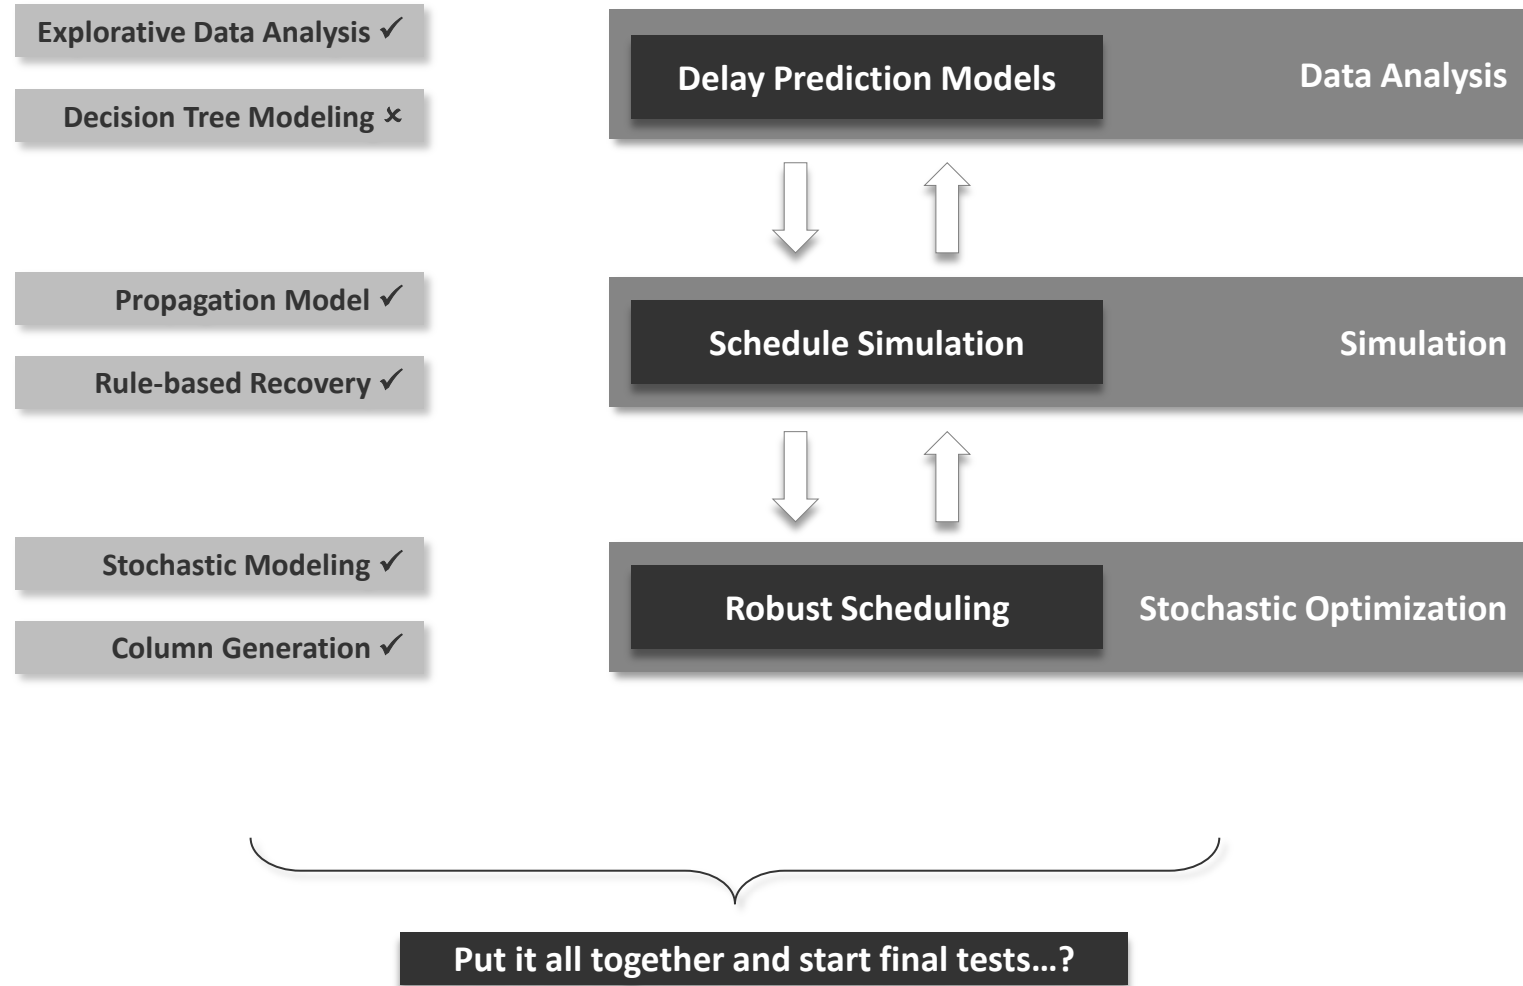 Explorative Data Analysis ✓
Decision Tree Modeling ×
Delay Prediction Models
Data Analysis
Propagation Model ✓
Rule-based Recovery ✓
Schedule Simulation
Simulation
Stochastic Modeling ✓
Column Generation ✓
Robust Scheduling
Stochastic Optimization
Put it all together and start final tests…?